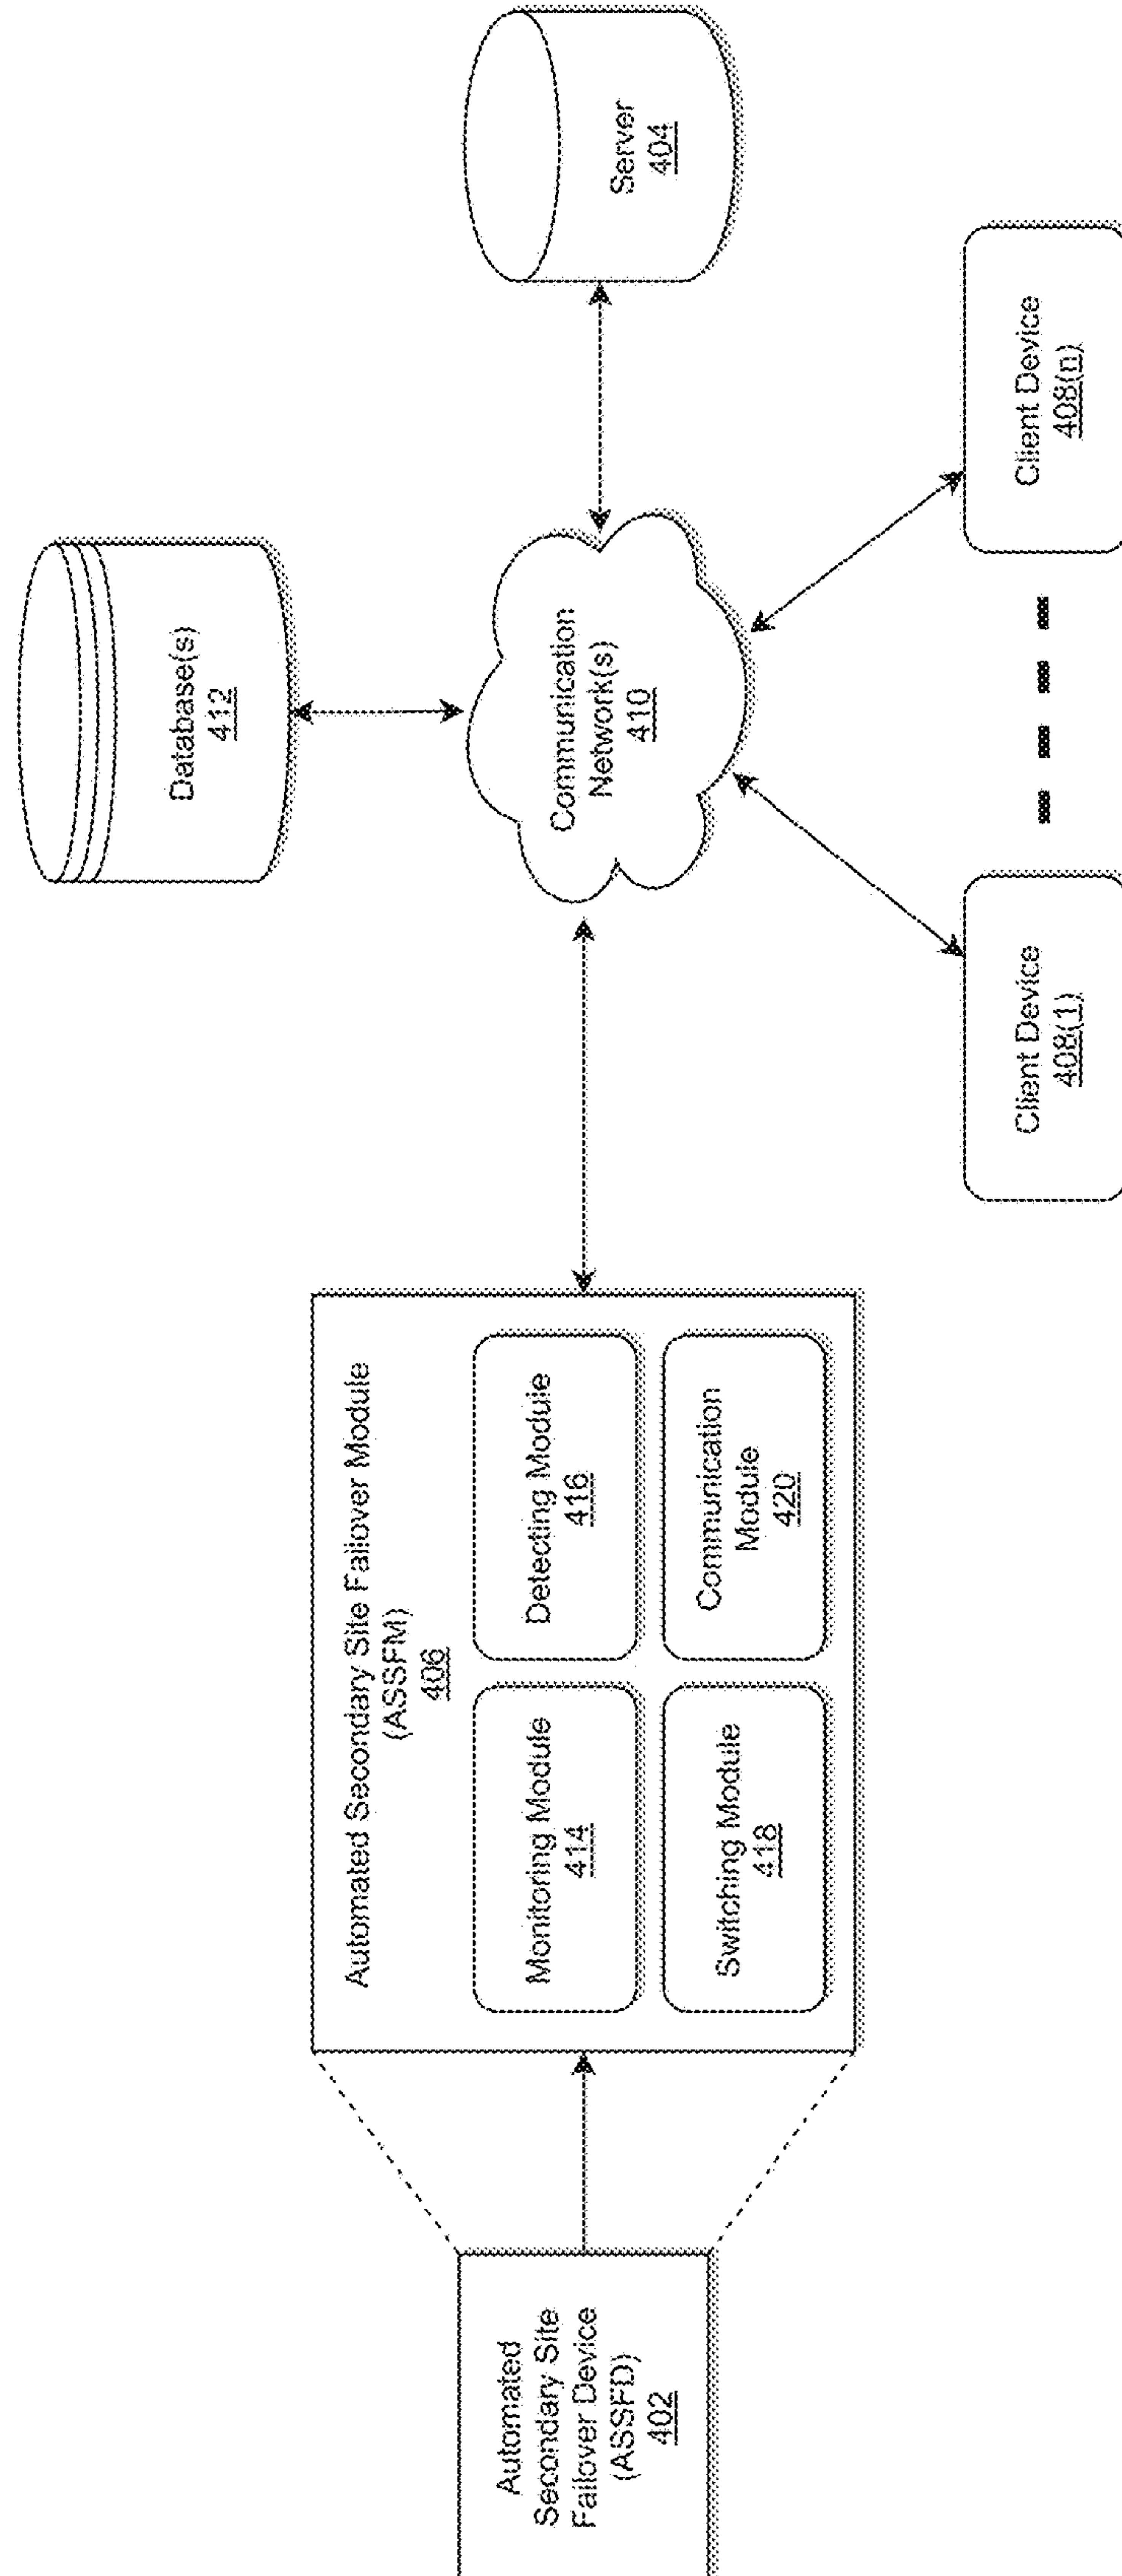 Automated
Secondary Site
Failover Device
(ASSFD)
402
Automated Secondary Site Failover Module
(ASSFM)
406
Monitoring Module
414
Detecting Module
416
Switching Module
418
Communication
Module
420
Database(s)
412
Communication
Network(s)
410
Server
404
Client Device
408(1)
Client Device
408(n)